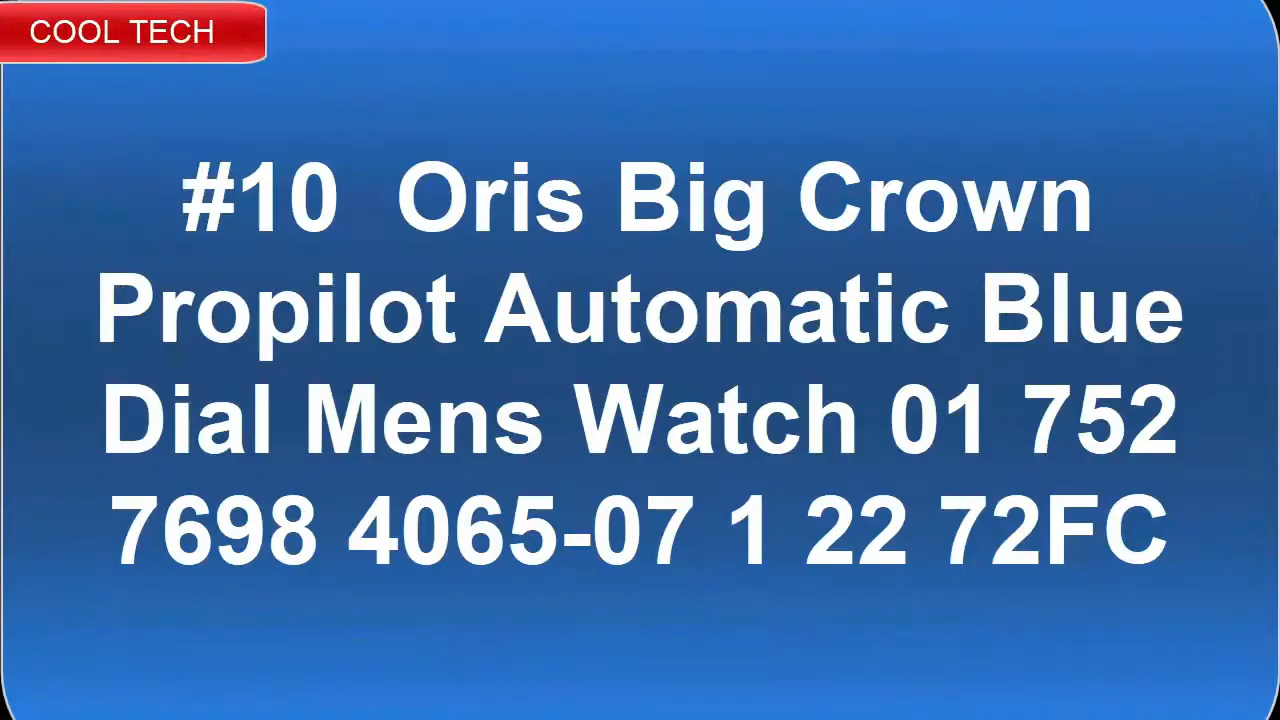 COOL TECH
#10  Oris Big Crown
Propilot Automatic Blue
Dial Mens Watch 01 752
7698 4065-07 1 22 72FC